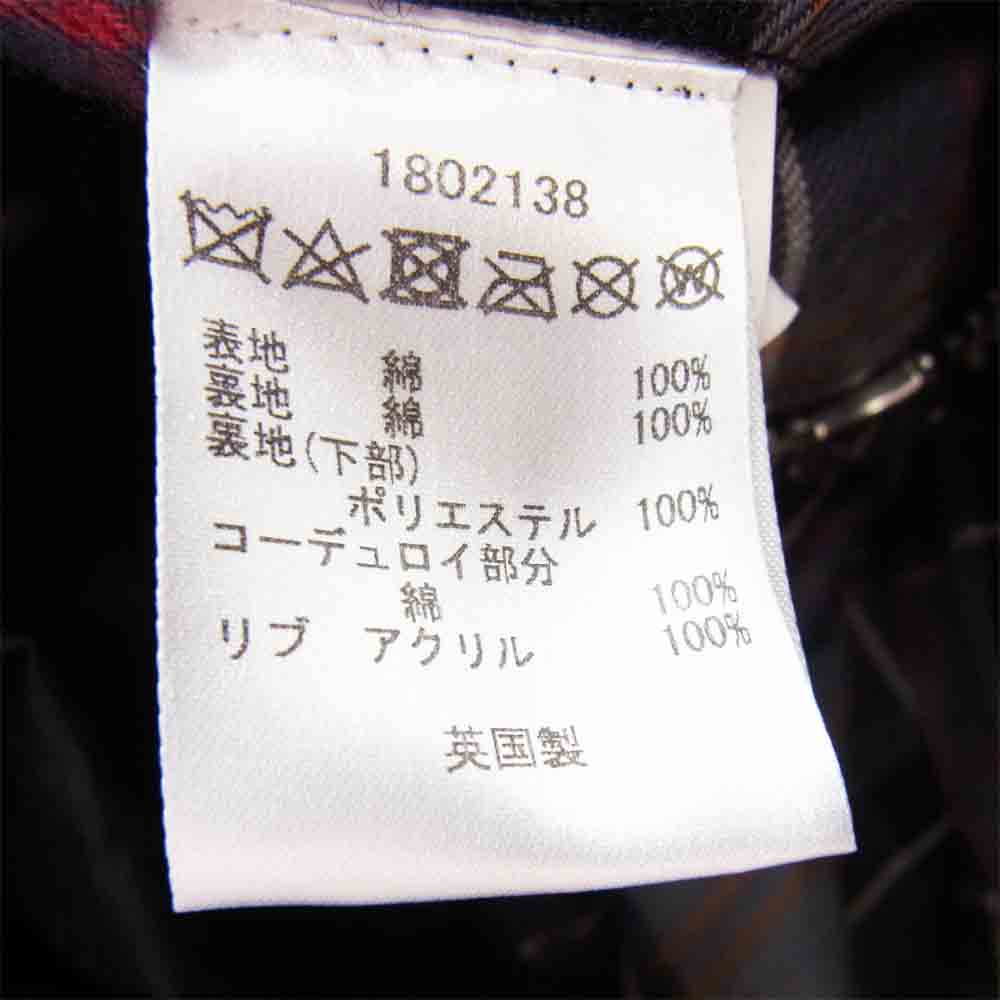 1802138
表地 綿 100%
裏地 綿 100%
裏地(下部)
ポリエステル 100%
コーデュロイ部分
綿 100%
リブ アクリル 100%
英国製